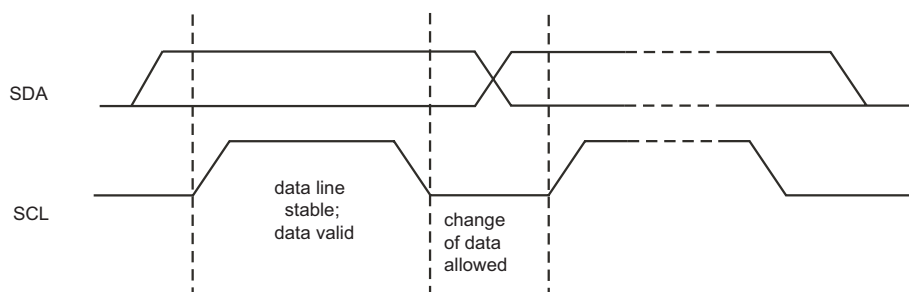 SDA
SCL
data line
stable;
data valid
change
of data
allowed